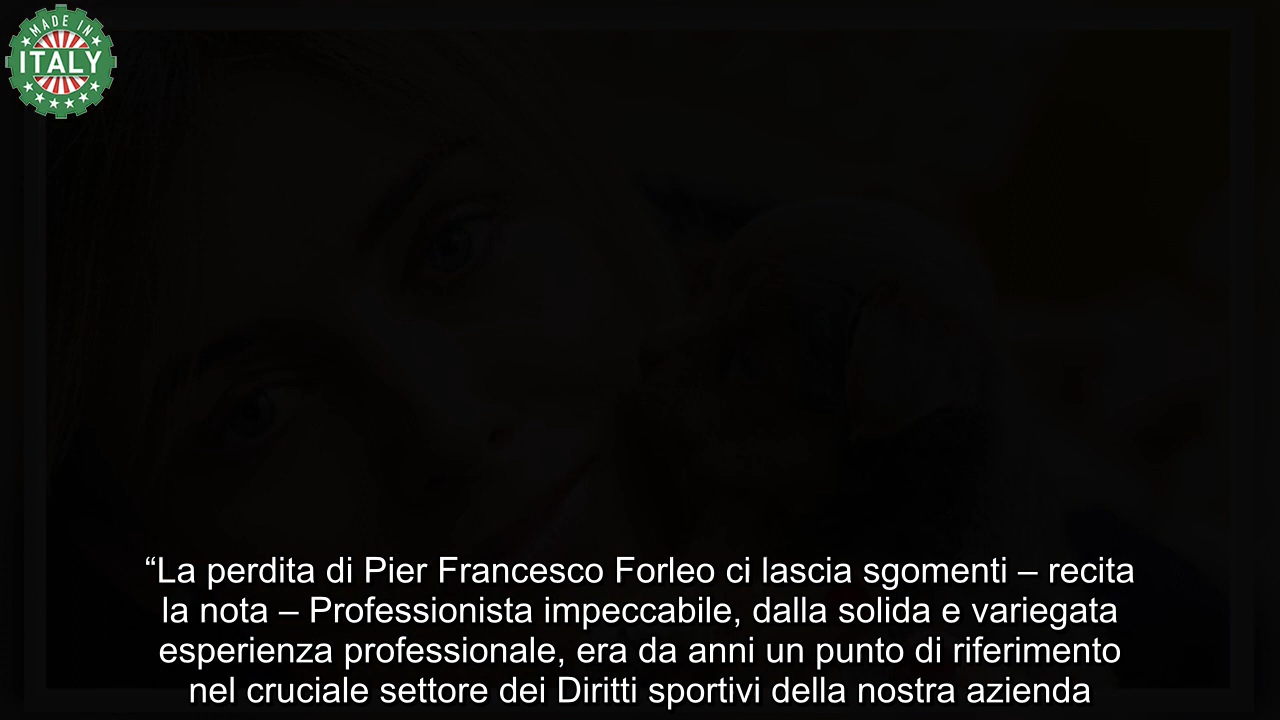 MADE IN
ITALY
“La perdita di Pier Francesco Forleo ci lascia sgomenti – recita
la nota – Professionista impeccabile, dalla solida e variegata
esperienza professionale, era da anni un punto di riferimento
nel cruciale settore dei Diritti sportivi della nostra azienda